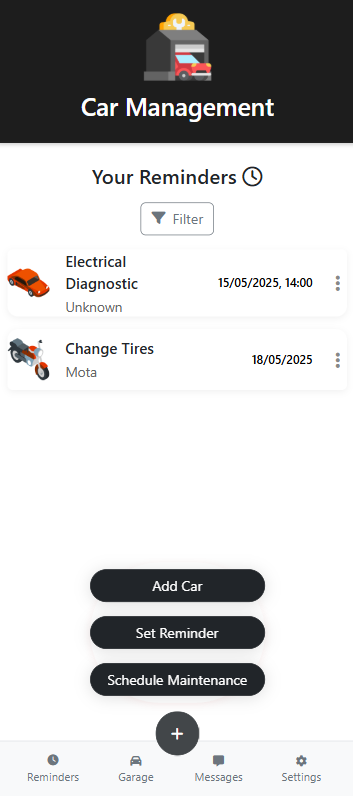 Car Management
Your Reminders
Filter
Electrical
Diagnostic
Unknown
15/05/2025, 14:00
Change Tires
Mota
18/05/2025
Add Car
Set Reminder
Schedule Maintenance
+
Reminders
Garage
Messages
Settings